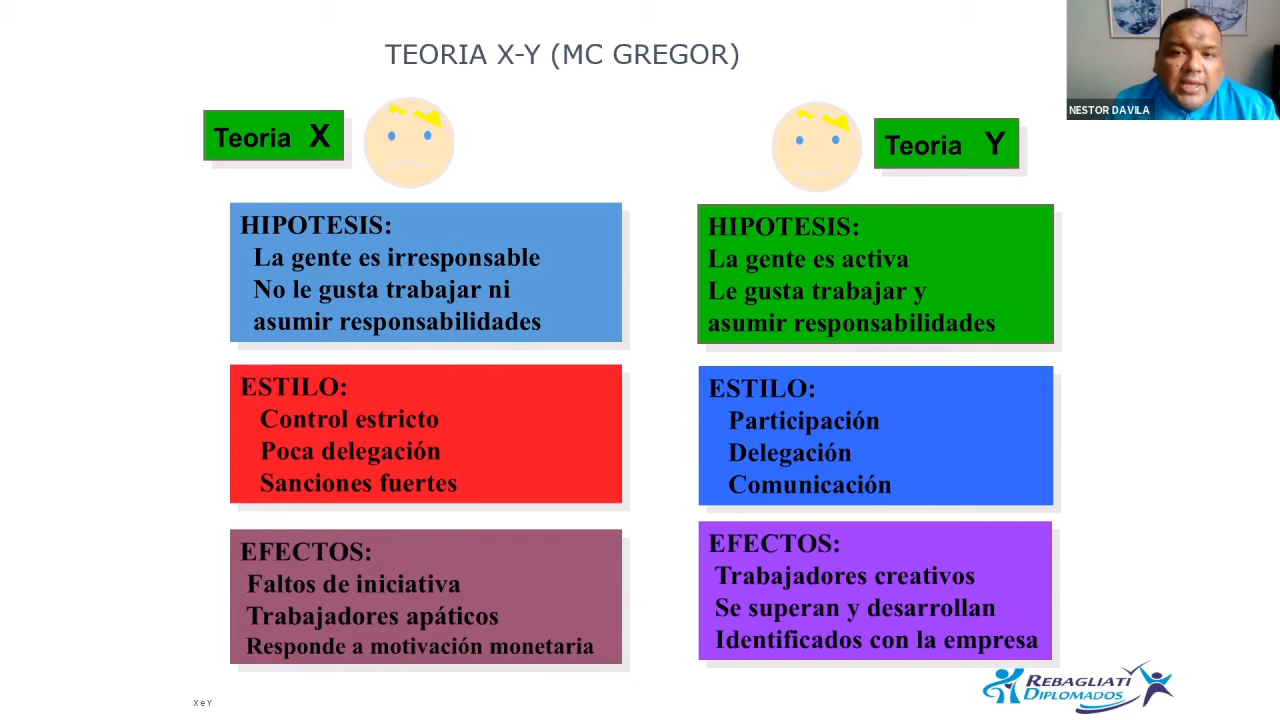 TEORIA X-Y (MC GREGOR)
NESTOR DAVILA
Teoria X
Teoria Y
HIPOTESIS:
La gente es irresponsable
No le gusta trabajar ni
asumir responsabilidades
HIPOTESIS:
La gente es activa
Le gusta trabajar y
asumir responsabilidades
ESTILO:
Control estricto
Poca delegación
Sanciones fuertes
ESTILO:
Participación
Delegación
Comunicación
EFECTOS:
Faltos de iniciativa
Trabajadores apáticos
Responde a motivación monetaria
EFECTOS:
Trabajadores creativos
Se superan y desarrollan
Identificados con la empresa
REBAGLIATI
DIPLOMADOS
X e Y